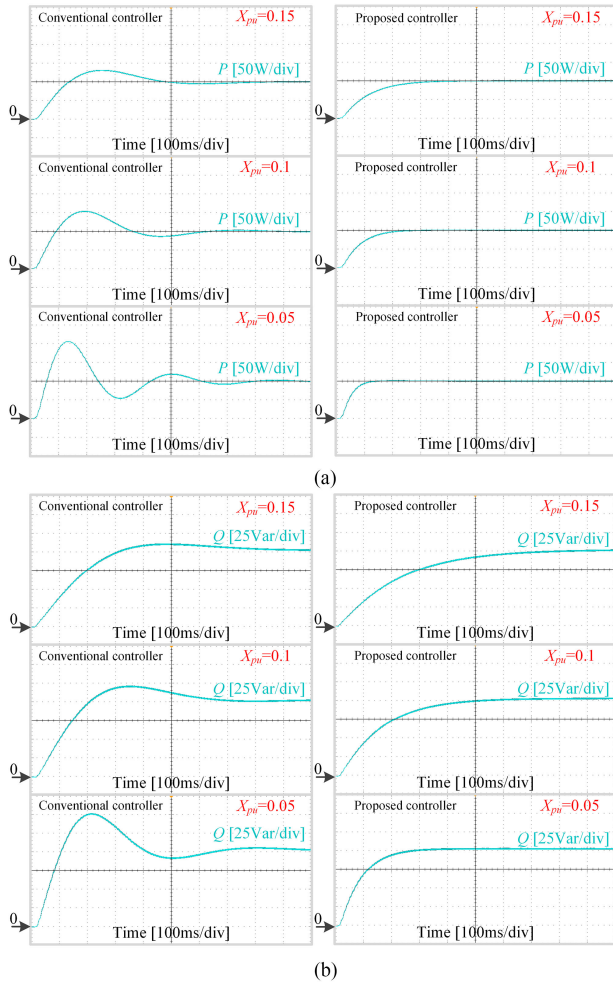 Conventional controller
X_pu=0.15
P [50W/div]
0
Time [100ms/div]
Proposed controller
X_pu=0.15
P [50W/div]
0
Time [100ms/div]
Conventional controller
X_pu=0.1
P [50W/div]
0
Time [100ms/div]
Proposed controller
X_pu=0.1
P [50W/div]
0
Time [100ms/div]
Conventional controller
X_pu=0.05
P [50W/div]
0
Time [100ms/div]
Proposed controller
X_pu=0.05
P [50W/div]
0
Time [100ms/div]
(a)
Conventional controller
X_pu=0.15
Q [25Var/div]
0
Time [100ms/div]
Proposed controller
X_pu=0.15
Q [25Var/div]
0
Time [100ms/div]
Conventional controller
X_pu=0.1
Q [25Var/div]
0
Time [100ms/div]
Proposed controller
X_pu=0.1
Q [25Var/div]
0
Time [100ms/div]
Conventional controller
X_pu=0.05
Q [25Var/div]
0
Time [100ms/div]
Proposed controller
X_pu=0.05
Q [25Var/div]
0
Time [100ms/div]
(b)